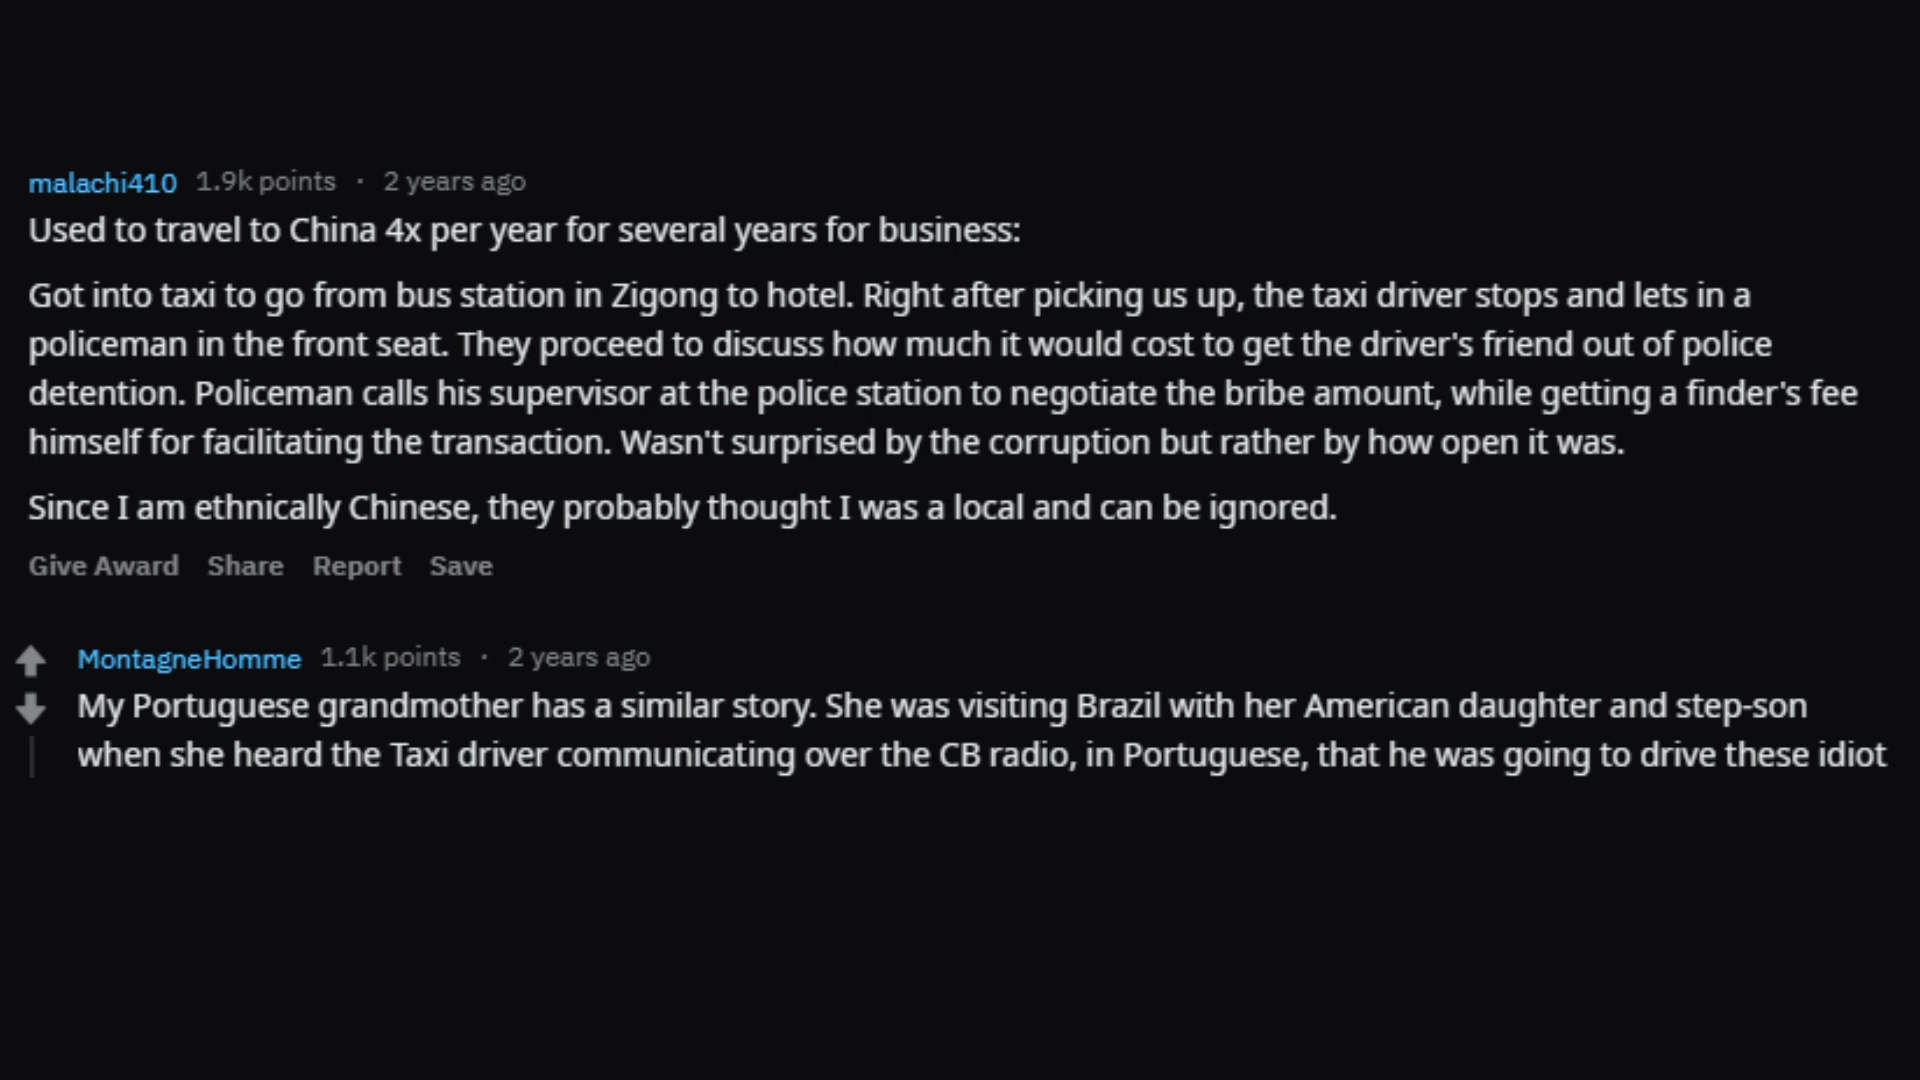 malachi410 1.9k points · 2 years ago
Used to travel to China 4x per year for several years for business:
Got into taxi to go from bus station in Zigong to hotel. Right after picking us up, the taxi driver stops and lets in a
policeman in the front seat. They proceed to discuss how much it would cost to get the driver's friend out of police
detention. Policeman calls his supervisor at the police station to negotiate the bribe amount, while getting a finder's fee
himself for facilitating the transaction. Wasn't surprised by the corruption but rather by how open it was.
Since I am ethnically Chinese, they probably thought I was a local and can be ignored.
Give Award Share Report Save
MontagneHomme 1.1k points · 2 years ago
My Portuguese grandmother has a similar story. She was visiting Brazil with her American daughter and step-son
when she heard the Taxi driver communicating over the CB radio, in Portuguese, that he was going to drive these idiot